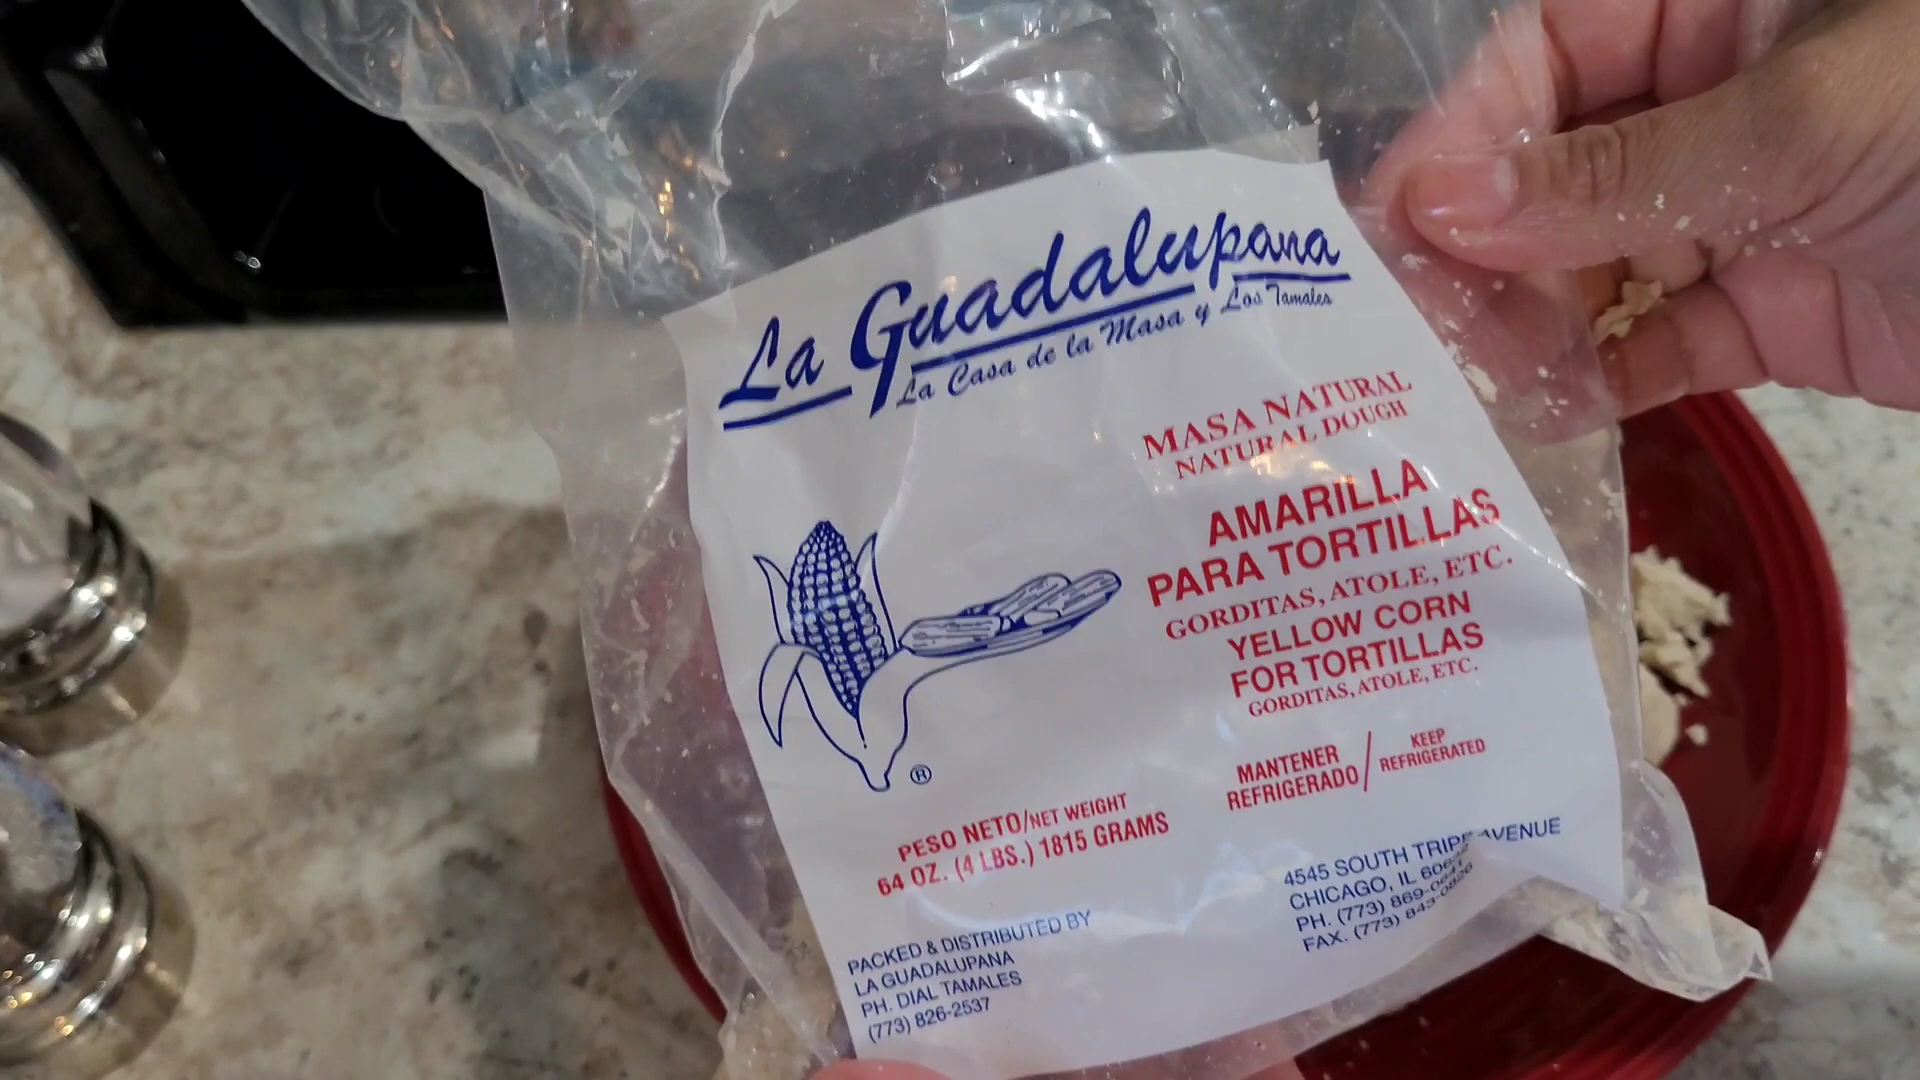 La Guadalupana
La Casa de la Masa y Los Tamales
MASA NATURAL
NATURAL DOUGH
AMARILLA
PARA TORTILLAS
GORDITAS, ATOLE, ETC.
YELLOW CORN
FOR TORTILLAS
GORDITAS, ATOLE, ETC.
®
MANTENER
REFRIGERADO /
KEEP
REFRIGERATED
PESO NETO/NET WEIGHT
64 OZ. (4 LBS.) 1815 GRAMS
PACKED & DISTRIBUTED BY
LA GUADALUPANA
PH. DIAL TAMALES
(773) 826-2537
4545 SOUTH AVENUE
CHICAGO, IL
PH. (773)
FAX. (773)